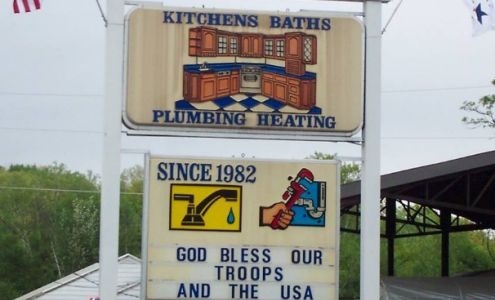 KITCHENS BATHS
PLUMBING HEATING
SINCE 1982
GOD BLESS OUR
TROOPS
AND THE USA